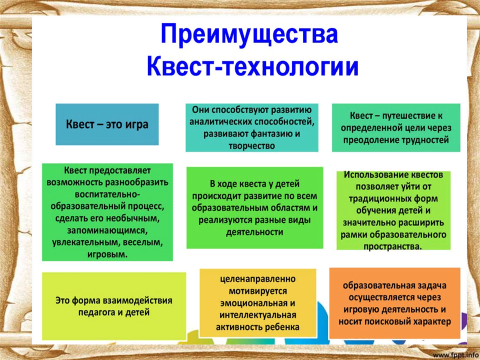 Преимущества
Квест-технологии
Квест – это игра
Они способствуют развитию
аналитических способностей,
развивают фантазию и
творчество
Квест – путешествие к
определенной цели через
преодоление трудностей
Квест предоставляет
возможность разнообразить
воспитательно-
образовательный процесс,
сделать его необычным,
запоминающимся,
увлекательным, веселым,
игровым.
В ходе квеста у детей
происходит развитие по всем
образовательным областям и
реализуются разные виды
деятельности
Использование квестов
позволяет уйти от
традиционных форм
обучения детей и
значительно расширить
рамки образовательного
пространства.
Это форма взаимодействия
педагога и детей
целенаправленно
мотивируется
эмоциональная и
интеллектуальная
активность ребенка
образовательная задача
осуществляется через
игровую деятельность и
носит поисковый характер
www.fppt.info